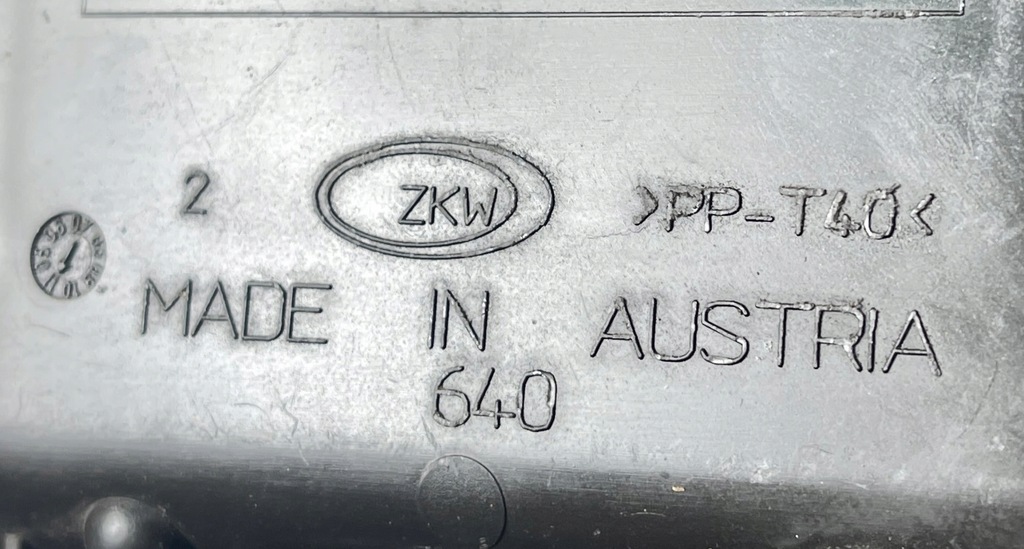 2 ZKW >PP-T40<
MADE IN AUSTRIA
640